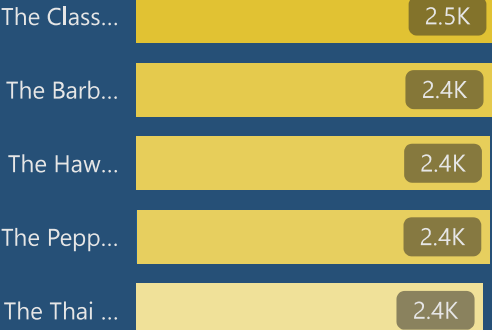 The Class... 2.5K
The Barb... 2.4K
The Haw... 2.4K
The Pepp... 2.4K
The Thai ... 2.4K